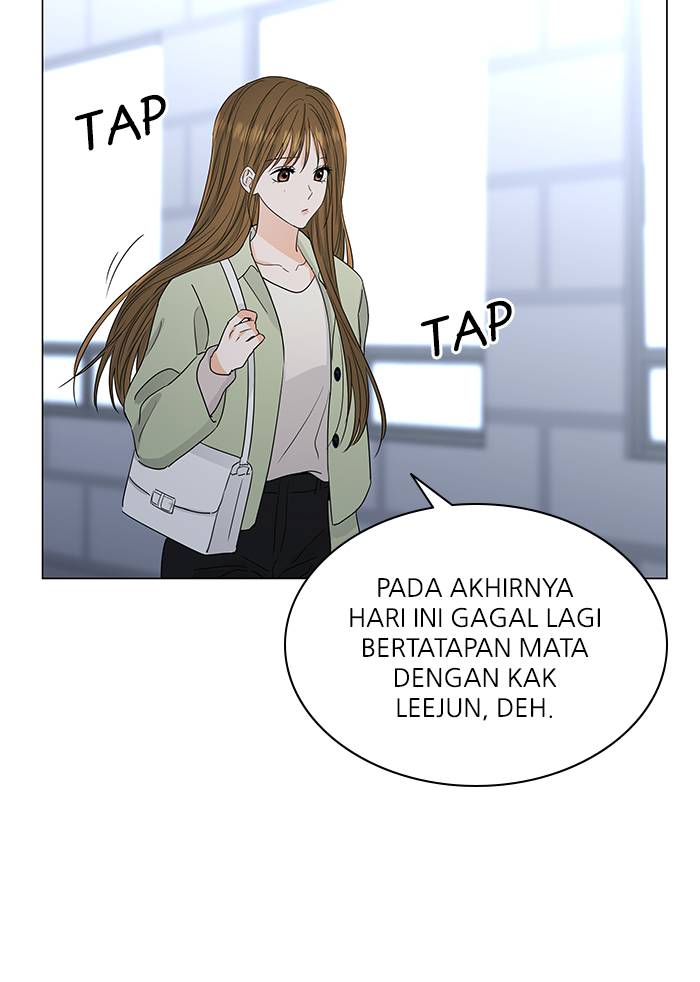 TAP
TAP
PADA AKHIRNYA
HARI INI GAGAL LAGI
BERTATAPAN MATA
DENGAN KAK
LEEJUN, DEH.